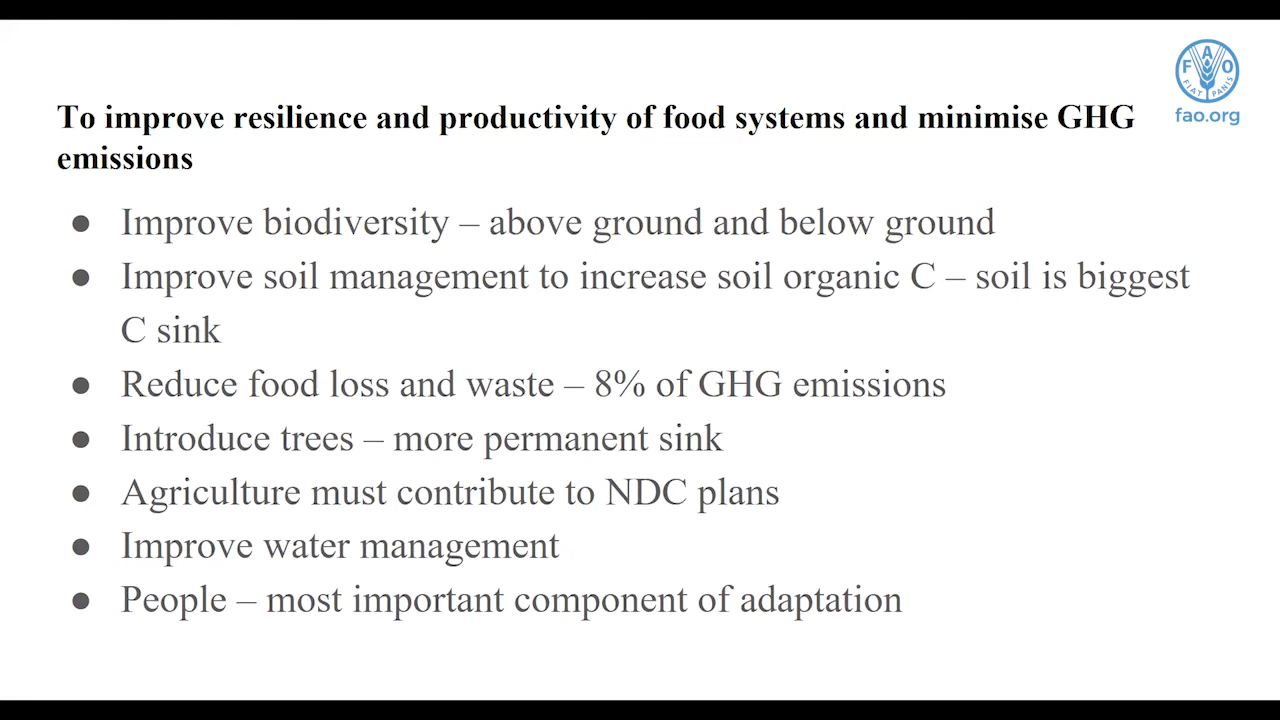 F A O
FIAT PANIS
fao.org
To improve resilience and productivity of food systems and minimise GHG
emissions
● Improve biodiversity – above ground and below ground
● Improve soil management to increase soil organic C – soil is biggest
C sink
● Reduce food loss and waste – 8% of GHG emissions
● Introduce trees – more permanent sink
● Agriculture must contribute to NDC plans
● Improve water management
● People – most important component of adaptation